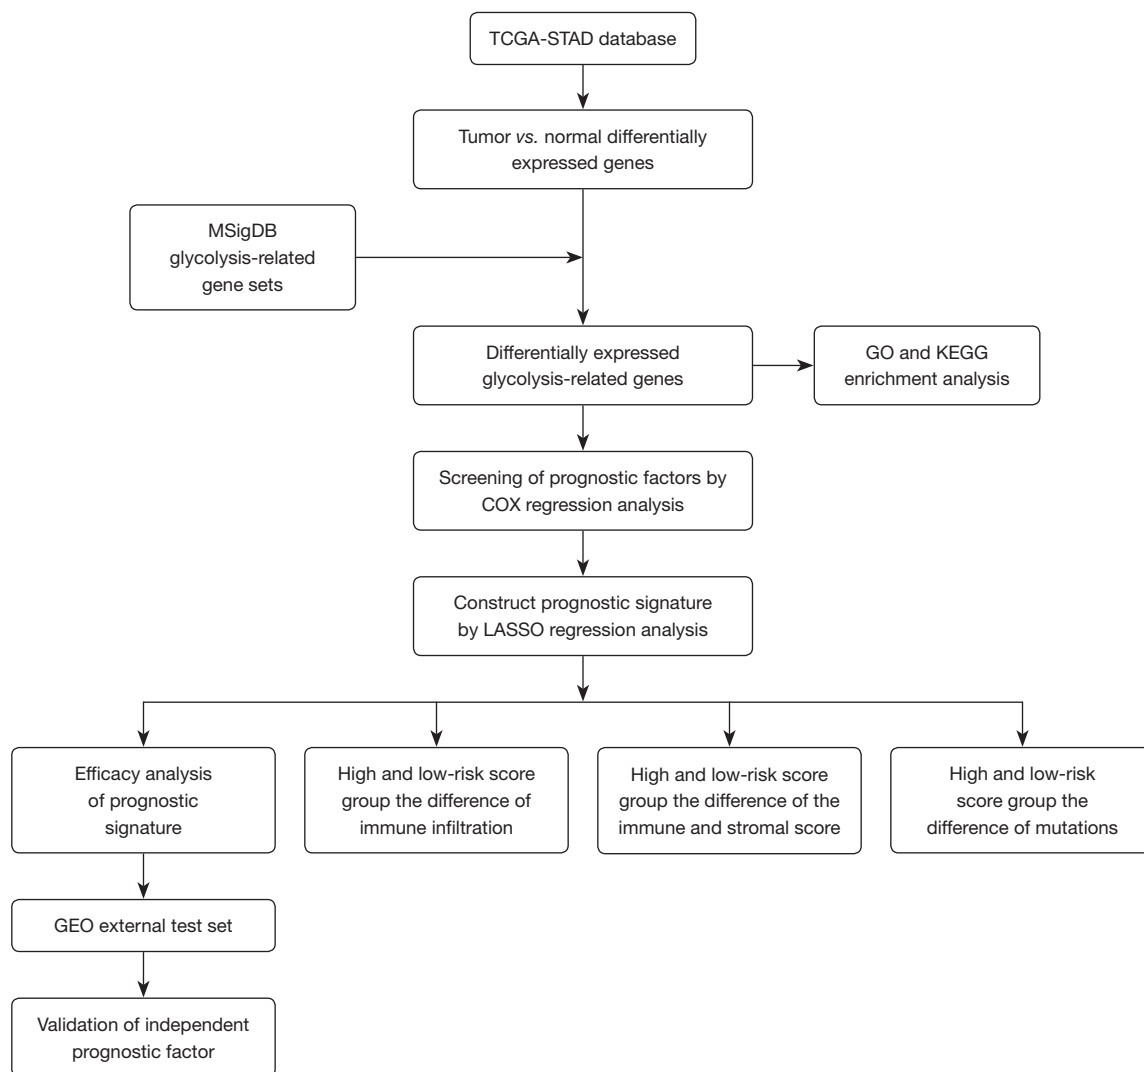 TCGA-STAD database
Tumor vs. normal differentially
expressed genes
MSigDB
glycolysis-related
gene sets
Differentially expressed
glycolysis-related genes
GO and KEGG
enrichment analysis
Screening of prognostic factors by
COX regression analysis
Construct prognostic signature
by LASSO regression analysis
Efficacy analysis
of prognostic
signature
High and low-risk score
group the difference of
immune infiltration
High and low-risk score
group the difference of the
immune and stromal score
High and low-risk
score group the
difference of mutations
GEO external test set
Validation of independent
prognostic factor